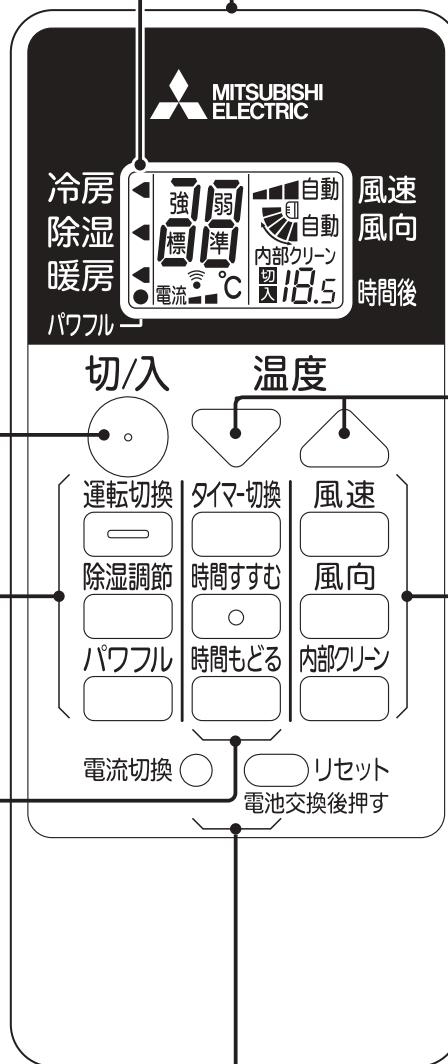 MITSUBISHI
ELECTRIC
冷房
除湿
暖房
パワフル
強 弱
標 準
電流 ℃
自動
自動
内部クリーン
切
入 18.5
風速
風向
時間後
切/入 温度
運転切換 タイマー切換 風速
除湿調節 時間すすむ 風向
パワフル 時間もどる 内部クリーン
電流切換 リセット
電池交換後押す